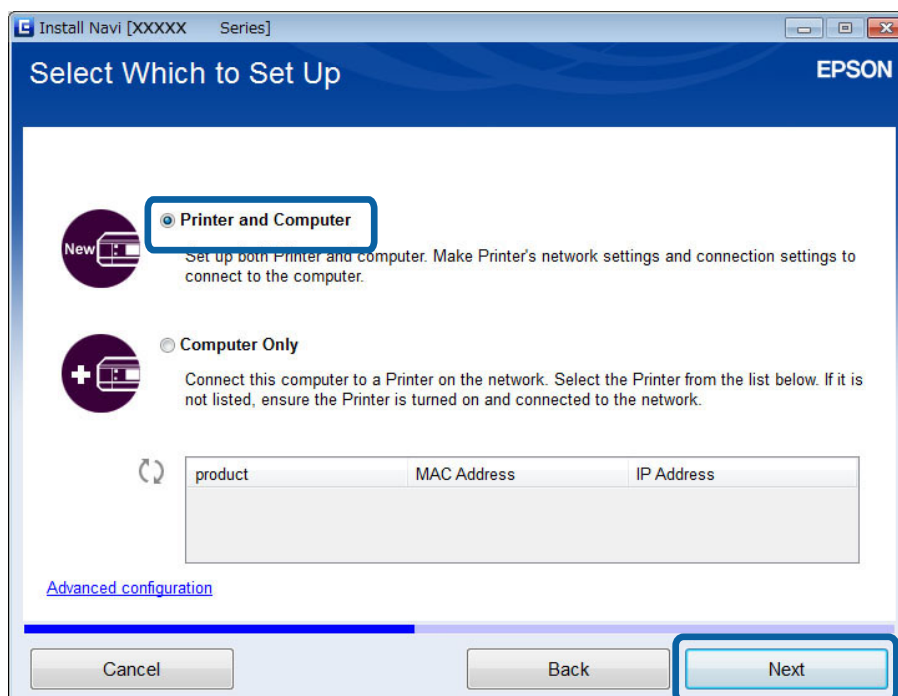 Install Navi [XXXXX Series]
Select Which to Set Up
EPSON
New
Printer and Computer
Set up both Printer and computer. Make Printer's network settings and connection settings to
connect to the computer.
Computer Only
Connect this computer to a Printer on the network. Select the Printer from the list below. If it is
not listed, ensure the Printer is turned on and connected to the network.
product MAC Address IP Address
Advanced configuration
Cancel Back Next